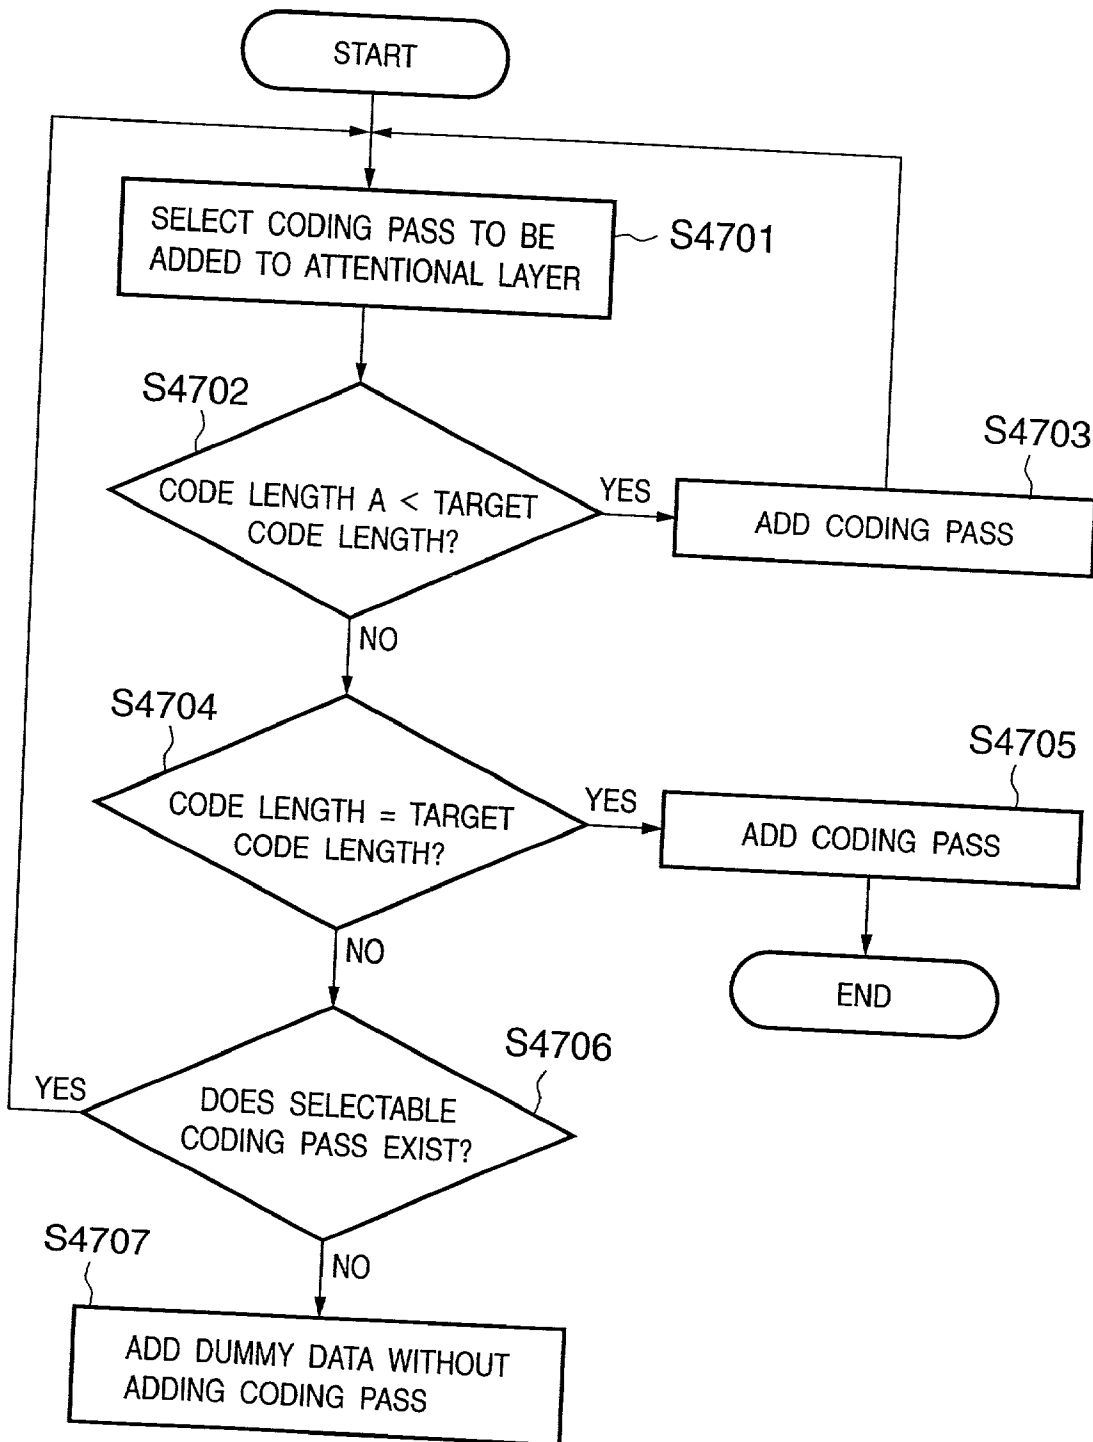 START
SELECT CODING PASS TO BE
ADDED TO ATTENTIONAL LAYER
S4701
S4702
CODE LENGTH A < TARGET
CODE LENGTH?
YES
S4703
ADD CODING PASS
NO
S4704
CODE LENGTH = TARGET
CODE LENGTH?
YES
S4705
ADD CODING PASS
NO
END
S4706
DOES SELECTABLE
CODING PASS EXIST?
YES
NO
S4707
ADD DUMMY DATA WITHOUT
ADDING CODING PASS